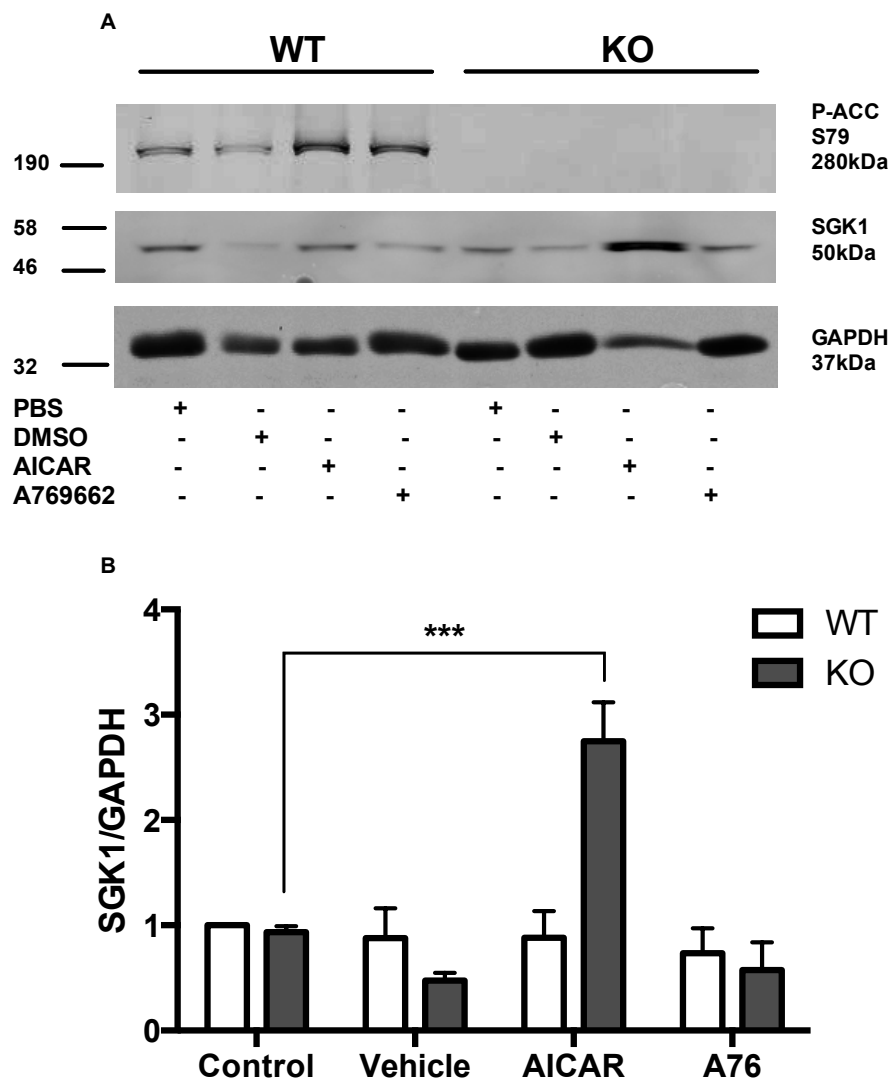 A
WT KO
P-ACC
S79
190 280kDa
58 SGK1
46 50kDa
GAPDH
32 37kDa
PBS + - - - + - - -
DMSO - + - - - + - -
AICAR - - + - - - + -
A769662 - - - + - - - +
B
4
*** WT
KO
3
2
1
0
SGK1/GAPDH
Control Vehicle AICAR A76